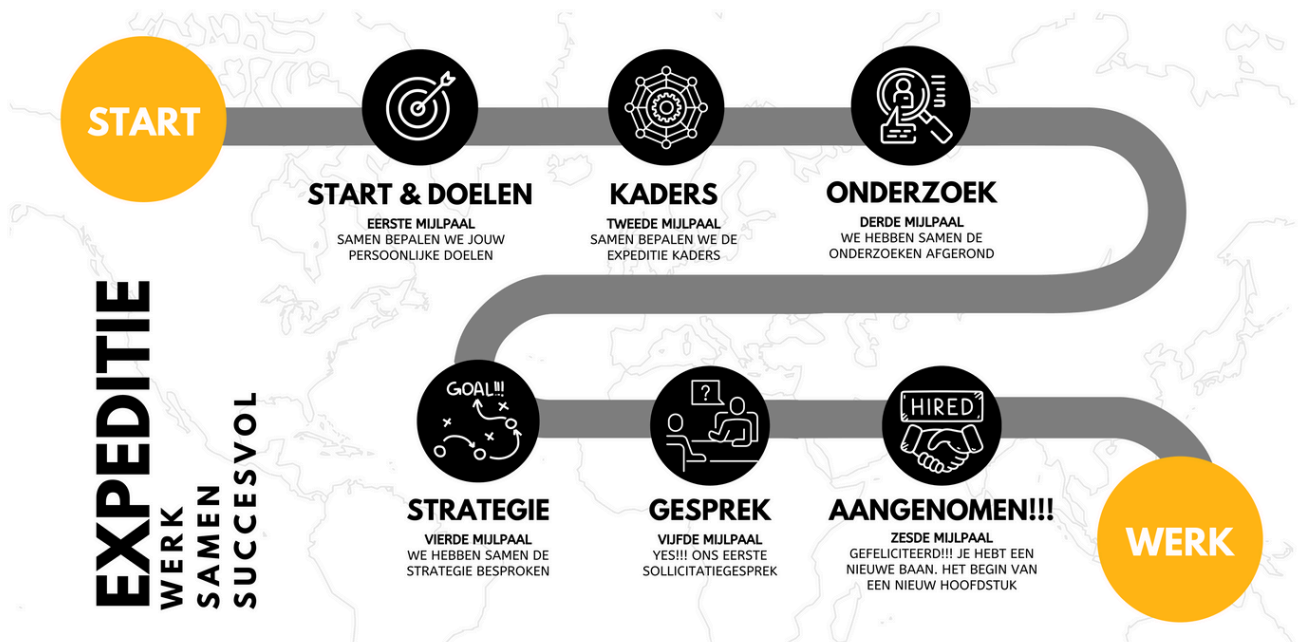 START
START & DOELEN
EERSTE MIJLPAAL
SAMEN BEPALEN WE JOUW
PERSOONLIJKE DOELEN
KADERS
TWEEDE MIJLPAAL
SAMEN BEPALEN WE DE
EXPEDITIE KADERS
ONDERZOEK
DERDE MIJLPAAL
WE HEBBEN SAMEN DE
ONDERZOEKEN AFGEROND
EXPEDITIE
WERK
SAMEN
SUCCESVOL
GOAL!!!
STRATEGIE
VIERDE MIJLPAAL
WE HEBBEN SAMEN DE
STRATEGIE BESPROKEN
?
GESPREK
VIJFDE MIJLPAAL
YES!!! ONS EERSTE
SOLLICITATIEGESPREK
HIRED
AANGENOMEN!!!
ZESDE MIJLPAAL
GEFELICITEERD!!! JE HEBT EEN
NIEUWE BAAN. HET BEGIN VAN
EEN NIEUW HOOFDSTUK
WERK